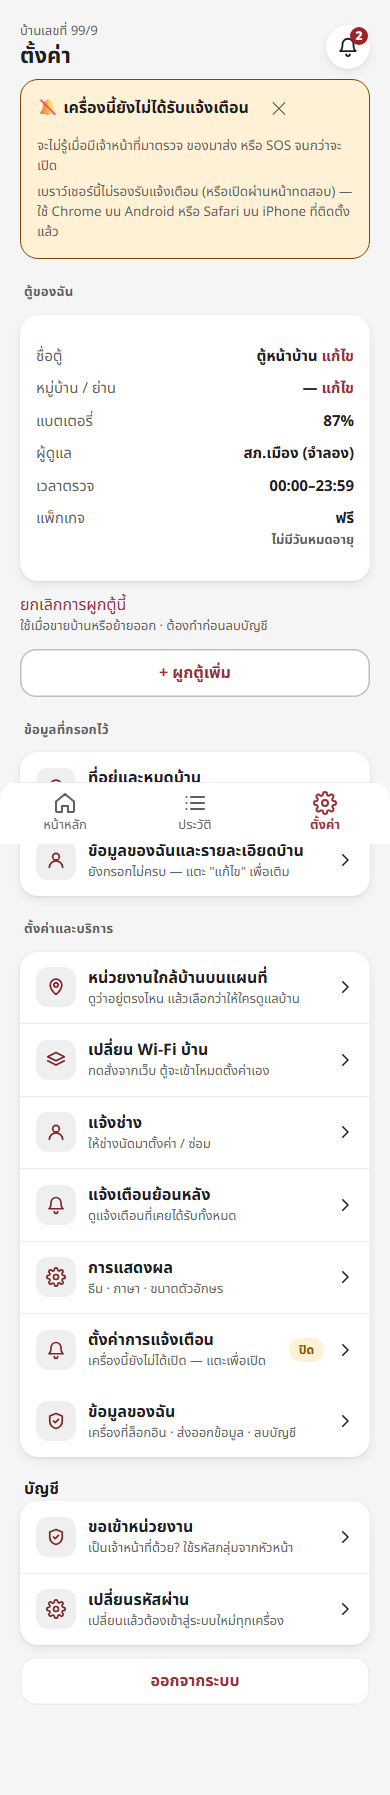 บ้านเลขที่ 99/9
ตั้งค่า
2
เครื่องนี้ยังไม่ได้รับแจ้งเตือน
จะไม่รู้เมื่อมีเจ้าหน้าที่มาตรวจ ของมาส่ง หรือ SOS จนกว่าจะ
เปิด
เบราว์เซอร์นี้ไม่รองรับแจ้งเตือน (หรือเปิดผ่านหน้าทดสอบ) —
ใช้ Chrome บน Android หรือ Safari บน iPhone ที่ติดตั้ง
แล้ว
ตู้ของฉัน
ชื่อตู้ ตู้หน้าบ้าน แก้ไข
หมู่บ้าน / ย่าน — แก้ไข
แบตเตอรี่ 87%
ผู้ดูแล สภ.เมือง (จำลอง)
เวลาตรวจ 00:00–23:59
แพ็กเกจ ฟรี
ไม่มีวันหมดอายุ
ยกเลิกการผูกตู้นี้
ใช้เมื่อขายบ้านหรือย้ายออก · ต้องทำก่อนลบบัญชี
+ ผูกตู้เพิ่ม
ข้อมูลที่กรอกไว้
ที่อยู่และหมุดบ้าน
หน้าหลัก ประวัติ ตั้งค่า
ข้อมูลของฉันและรายละเอียดบ้าน
ยังกรอกไม่ครบ — แตะ "แก้ไข" เพื่อเติม
ตั้งค่าและบริการ
หน่วยงานใกล้บ้านบนแผนที่
ดูว่าอยู่ตรงไหน แล้วเลือกว่าให้ใครดูแลบ้าน
เปลี่ยน Wi-Fi บ้าน
กดสั่งจากเว็บ ตู้จะเข้าโหมดตั้งค่าเอง
แจ้งช่าง
ให้ช่างนัดมาตั้งค่า / ซ่อม
แจ้งเตือนย้อนหลัง
ดูแจ้งเตือนที่เคยได้รับทั้งหมด
การแสดงผล
ธีม · ภาษา · ขนาดตัวอักษร
ตั้งค่าการแจ้งเตือน
เครื่องนี้ยังไม่ได้เปิด — แตะเพื่อเปิด ปิด
ข้อมูลของฉัน
เครื่องที่ล็อกอิน · ส่งออกข้อมูล · ลบบัญชี
บัญชี
ขอเข้าหน่วยงาน
เป็นเจ้าหน้าที่ด้วย? ใช้รหัสกลุ่มจากหัวหน้า
เปลี่ยนรหัสผ่าน
เปลี่ยนแล้วต้องเข้าสู่ระบบใหม่ทุกเครื่อง
ออกจากระบบ